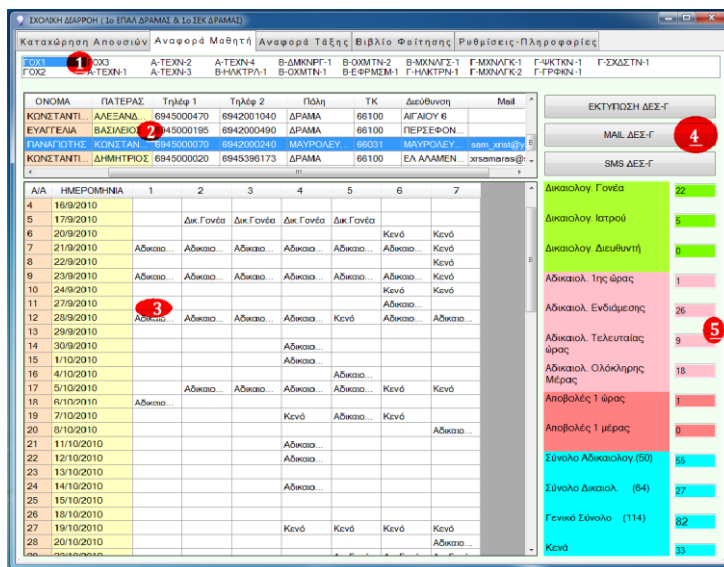 ΣΧΟΛΙΚΗ ΔΙΑΡΡΟΗ ( 1ο ΕΠΑΛ ΔΡΑΜΑΣ & 1ο ΣΕΚ ΔΡΑΜΑΣ)
Καταχώρηση Απουσιών Αναφορά Μαθητή Αναφορά Τάξης Βιβλίο Φοίτησης Ρυθμίσεις-Πληροφορίες
ΓΟΧ1 1 ΓΟΧ3 Α-ΤΕΧΝ-2 Α-ΤΕΧΝ-4 Β-ΔΜΚΝΡΓ-1 Β-ΟΧΜΤΝ-2 Β-ΜΧΝΛΓΣ-1 Γ-ΜΧΝΛΓΚ-1 Γ-ΨΚΤΚΝ-1 Γ-ΣΧΔΣΤΝ-1
ΓΟΧ2 Α-ΤΕΧΝ-1 Α-ΤΕΧΝ-3 Β-ΗΛΚΤΡΛ-1 Β-ΟΧΜΤΝ-1 Β-ΕΦΡΜΣΜ-1 Γ-ΗΛΚΤΡΝ-1 Γ-ΜΧΝΛΓΚ-2 Γ-ΓΡΦΚΝ-1
ΟΝΟΜΑ ΠΑΤΕΡΑΣ Τηλέφ 1 Τηλέφ 2 Πόλη ΤΚ Διεύθυνση Mail
ΚΩΝΣΤΑΝΤΙ... ΑΛΕΞΑΝΔ... 6945000470 6942001040 ΔΡΑΜΑ 66100 ΑΙΓΑΙΟΥ 6
ΕΥΑΓΓΕΛΙΑ ΒΑΣΙΛΕΙΟΣ 2 6945000195 6942000490 ΔΡΑΜΑ 66100 ΠΕΡΣΕΦΟΝ...
ΠΑΝΑΓΙΩΤΗΣ ΚΩΝΣΤΑΝ... 6945000070 6942000240 ΜΑΥΡΟΛΕΥ... 66031 ΜΑΥΡΟΛΕΥ... sam_xrist@y
ΚΩΝΣΤΑΝΤΙ... ΔΗΜΗΤΡΙΟΣ 6945000020 6945396173 ΔΡΑΜΑ 66100 ΕΛ ΑΛΑΜΕΝ... xrsamaras@
ΕΚΤΥΠΩΣΗ ΔΕΣ-Γ
MAIL ΔΕΣ-Γ 4
SMS ΔΕΣ-Γ
Α/Α ΗΜΕΡΟΜΗΝΙΑ 1 2 3 4 5 6 7
4 16/9/2010
5 17/9/2010 Δικ.Γονέα Δικ.Γονέα Δικ.Γονέα Δικ.Γονέα
6 20/9/2010 Κενό Κενό
7 21/9/2010 Αδικαιο... Αδικαιο... Αδικαιο... Αδικαιο... Αδικαιο... Αδικαιο... Κενό
8 22/9/2010 Κενό
9 23/9/2010 Αδικαιο... Αδικαιο... Αδικαιο... Αδικαιο... Αδικαιο... Αδικαιο... Κενό
10 24/9/2010 Κενό Κενό
11 27/9/2010 Αδικαιο...
12 28/9/2010 3 Αδικαιο... Αδικαιο... Αδικαιο... Αδικαιο... Κενό Αδικαιο... Αδικαιο...
13 29/9/2010
14 30/9/2010 Αδικαιο...
15 1/10/2010 Αδικαιο...
16 4/10/2010 Αδικαιο...
17 5/10/2010 Αδικαιο... Αδικαιο... Αδικαιο... Αδικαιο... Κενό Κενό
18 6/10/2010 Αδικαιο...
19 7/10/2010 Κενό Αδικαιο... Κενό
20 8/10/2010 Αδικαιο...
21 11/10/2010 Αδικαιο...
22 12/10/2010 Αδικαιο...
23 13/10/2010
24 14/10/2010 Αδικαιο...
25 15/10/2010
26 18/10/2010
27 19/10/2010 Κενό Κενό Κενό Κενό
28 20/10/2010 Αδικαιο...
Δικαιολογ. Γονέα 22
Δικαιολογ. Ιατρού 5
Δικαιολογ. Διευθυντή 0
Αδικαιολ. 1ης ώρας 1
Αδικαιολ. Ενδιάμεσης 26
5
Αδικαιολ. Τελευταίας 9
ώρας
Αδικαιολ. Ολόκληρης 18
Μέρας
Αποβολές 1 ώρας 1
Αποβολές 1 μέρας 0
Σύνολο Αδικαιολογ.(50) 55
Σύνολο Δικαιολ. (64) 27
Γενικό Σύνολο (114) 82
Κενά 33